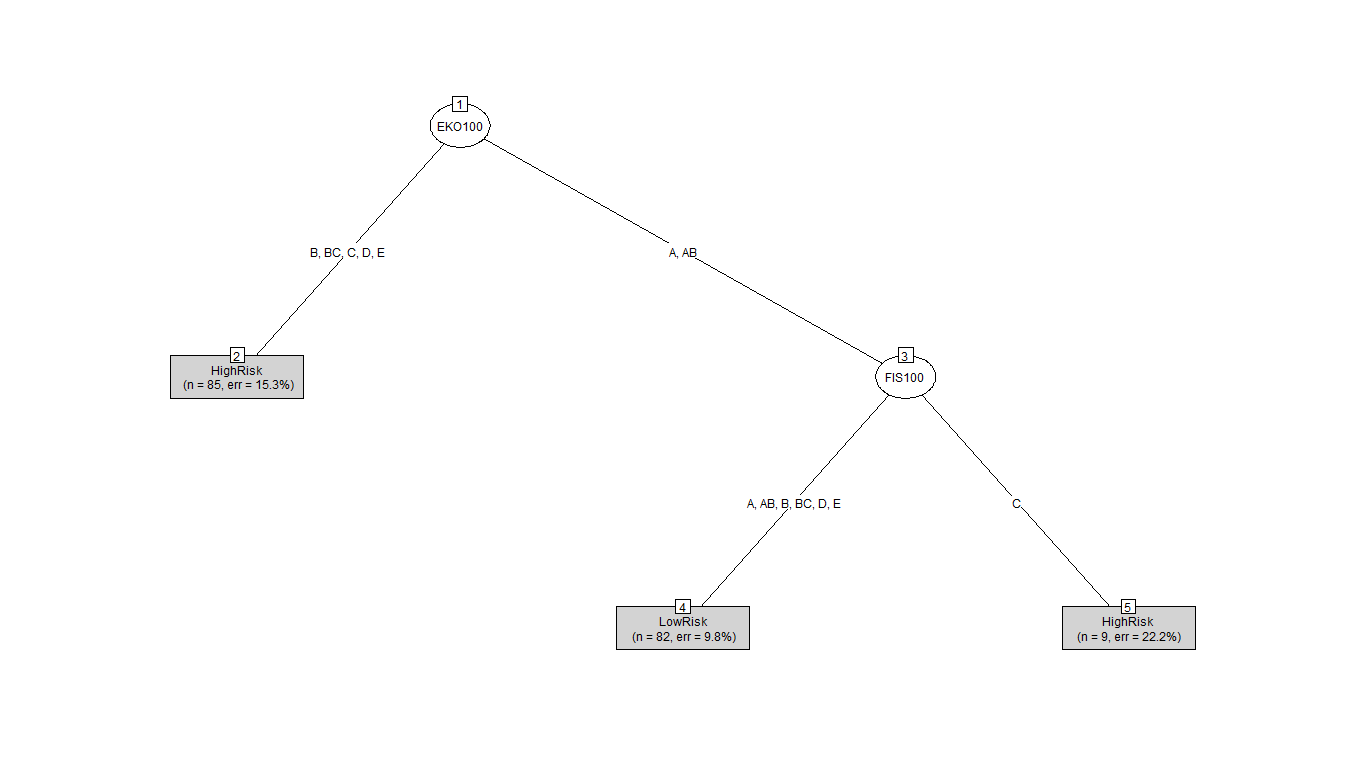 1
EKO100
B, BC, C, D, E
A, AB
2
HighRisk
(n = 85, err = 15.3%)
3
FIS100
A, AB, B, BC, D, E
C
4
LowRisk
(n = 82, err = 9.8%)
5
HighRisk
(n = 9, err = 22.2%)